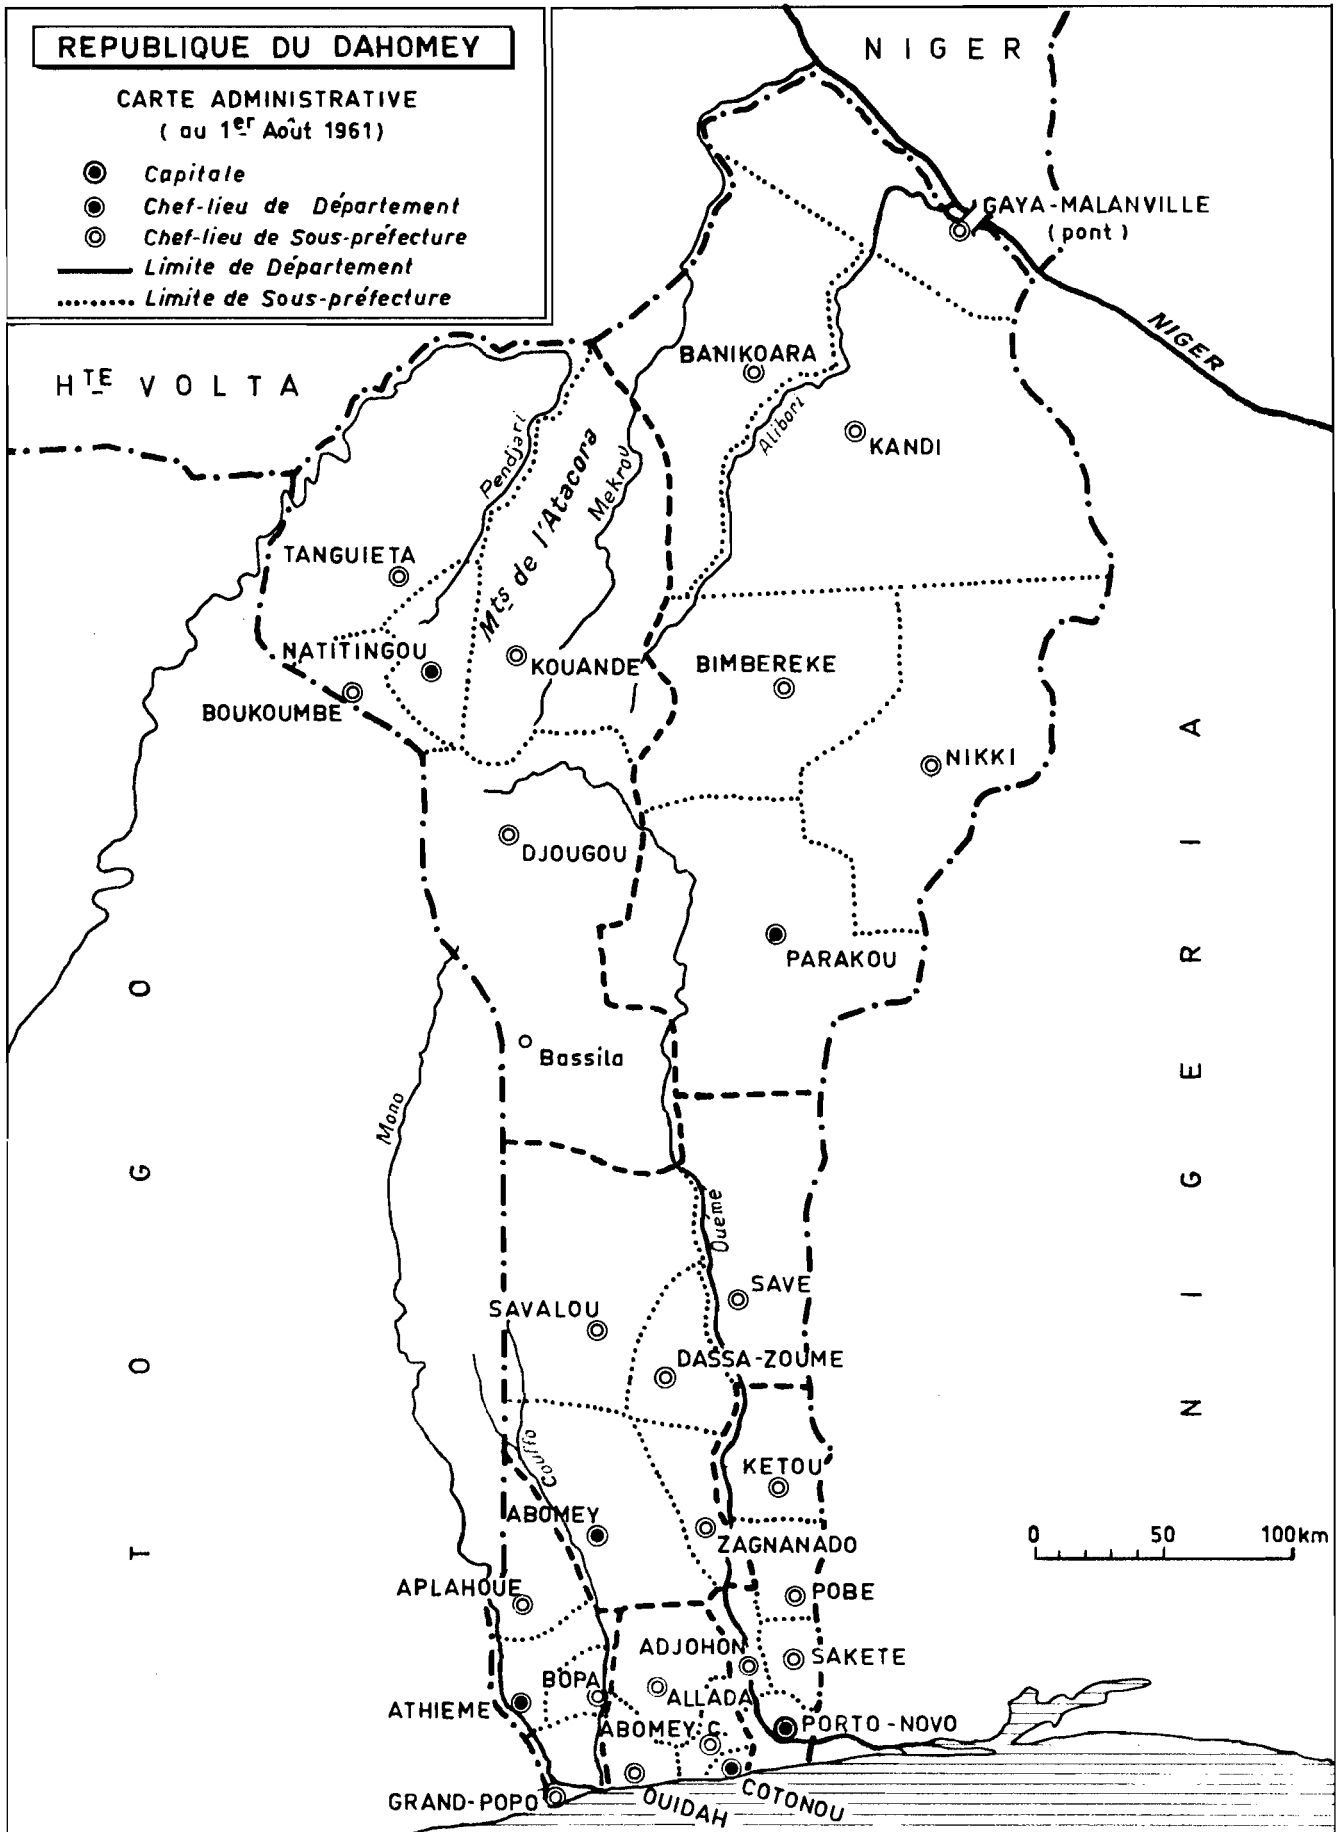 REPUBLIQUE DU DAHOMEY
CARTE ADMINISTRATIVE
( au 1er Août 1961)
Capitale
Chef-lieu de Département
Chef-lieu de Sous-préfecture
Limite de Département
Limite de Sous-préfecture
NIGER
GAYA-MALANVILLE
(pont)
NIGER
HTE VOLTA
BANIKOARA
Alibori
KANDI
Pendjari
Mts de l'Atacora
Mekrou
TANGUIETA
NATITINGOU
KOUANDE
BIMBEREKE
BOUKOUMBE
NIKKI
DJOUGOU
PARAKOU
Bassila
Mono
TOGO
NIGERIA
Ouémé
SAVE
SAVALOU
DASSA-ZOUME
Couffo
KETOU
ABOMEY
ZAGNANADO
0 50 100km
APLAHOUE
POBE
ADJOHON
SAKETE
BOPA
ALLADA
ATHIEME
ABOMEY C.
PORTO-NOVO
GRAND-POPO
OUIDAH
COTONOU